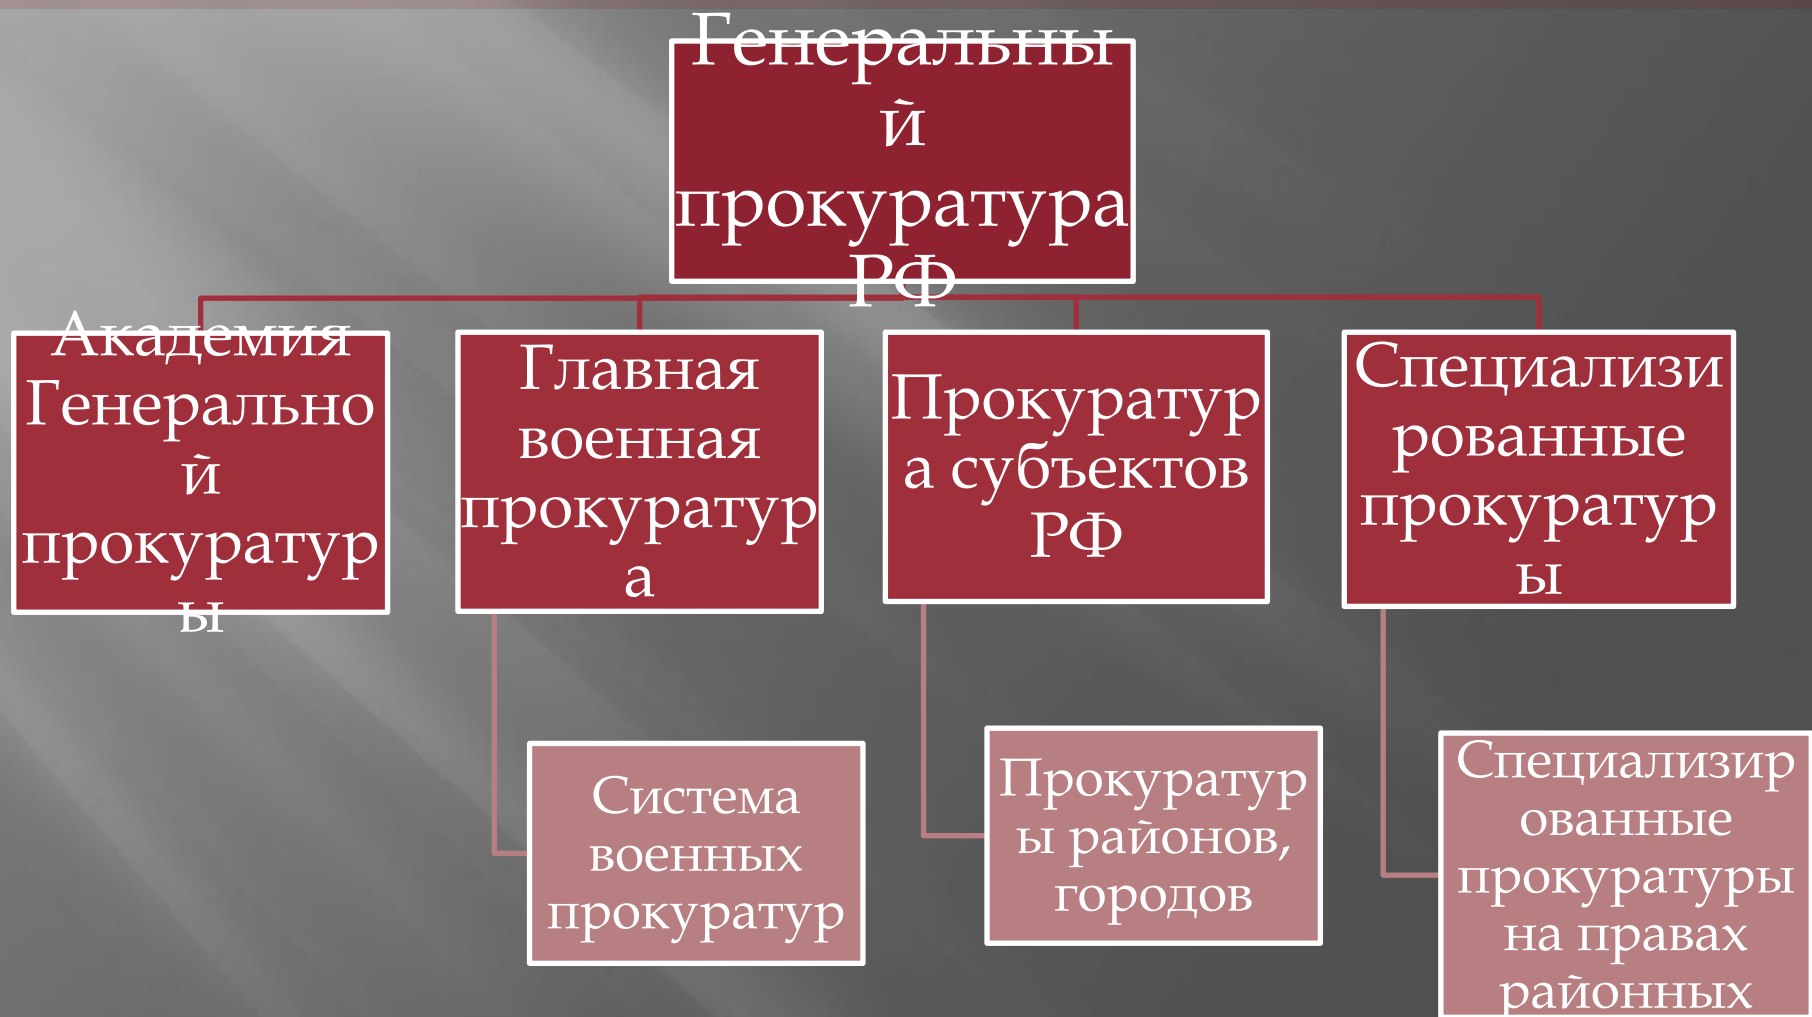 Генеральны
й
прокуратура
РФ
Академия
Генерально
й
прокуратур
ы
Главная
военная
прокуратур
а
Прокуратур
а субъектов
РФ
Специализи
рованные
прокуратур
ы
Система
военных
прокуратур
Прокуратур
ы районов,
городов
Специализир
ованные
прокуратуры
на правах
районных